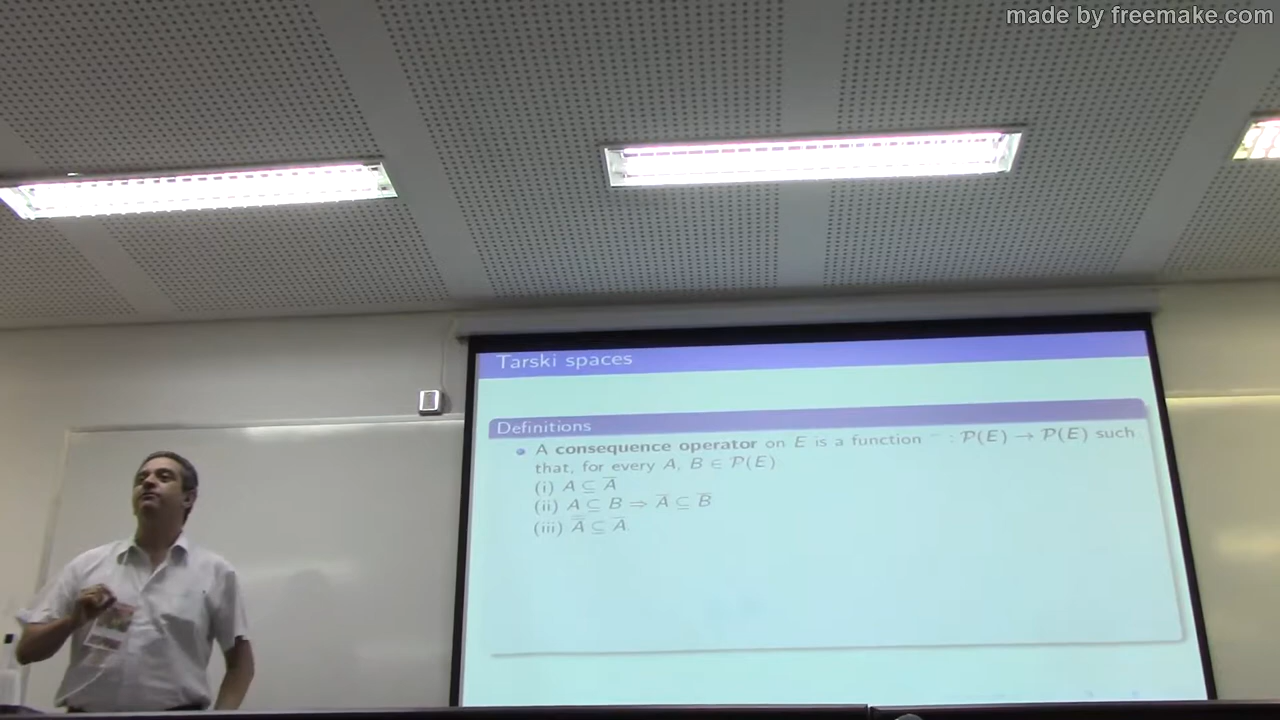 made by freemake.com
Tarski spaces
Definitions
A consequence operator on E is a function ¯ : P(E) → P(E) such
that, for every A, B ∈ P(E)
(i) A ⊆ A̅
(ii) A ⊆ B ⇒ A̅ ⊆ B̅
(iii) A̿ ⊆ A̅.